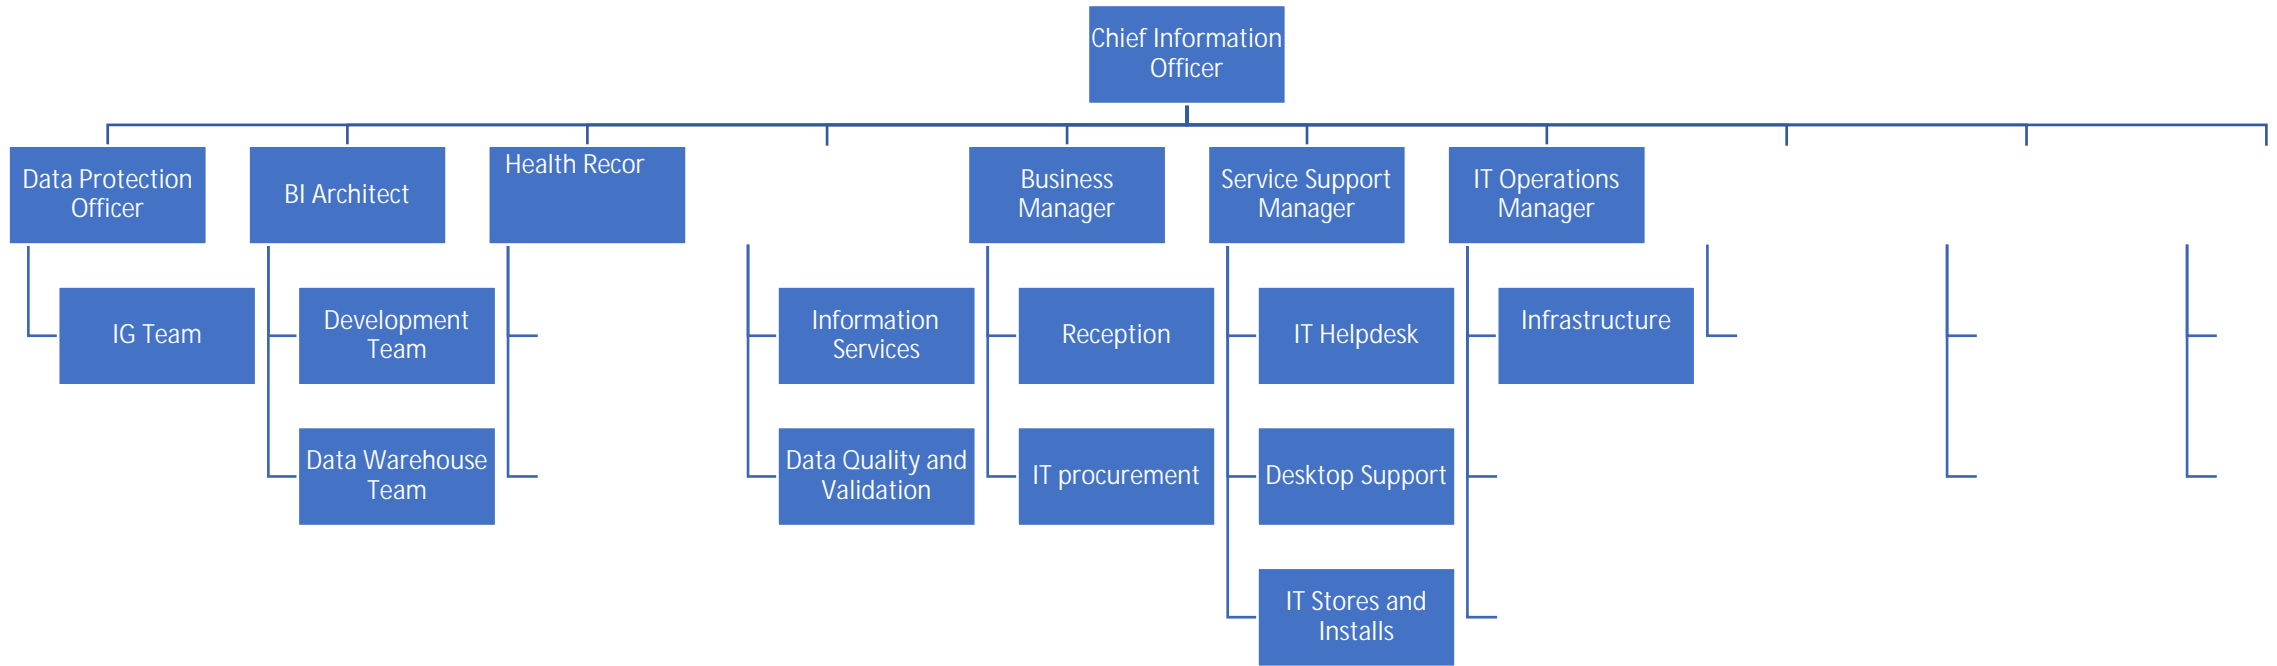 Chief Information
Officer
Data Protection
Officer
BI Architect
Health Recor
Business
Manager
Service Support
Manager
IT Operations
Manager
IG Team
Development
Team
Information
Services
Reception
IT Helpdesk
Infrastructure
Data Warehouse
Team
Data Quality and
Validation
IT procurement
Desktop Support
IT Stores and
Installs